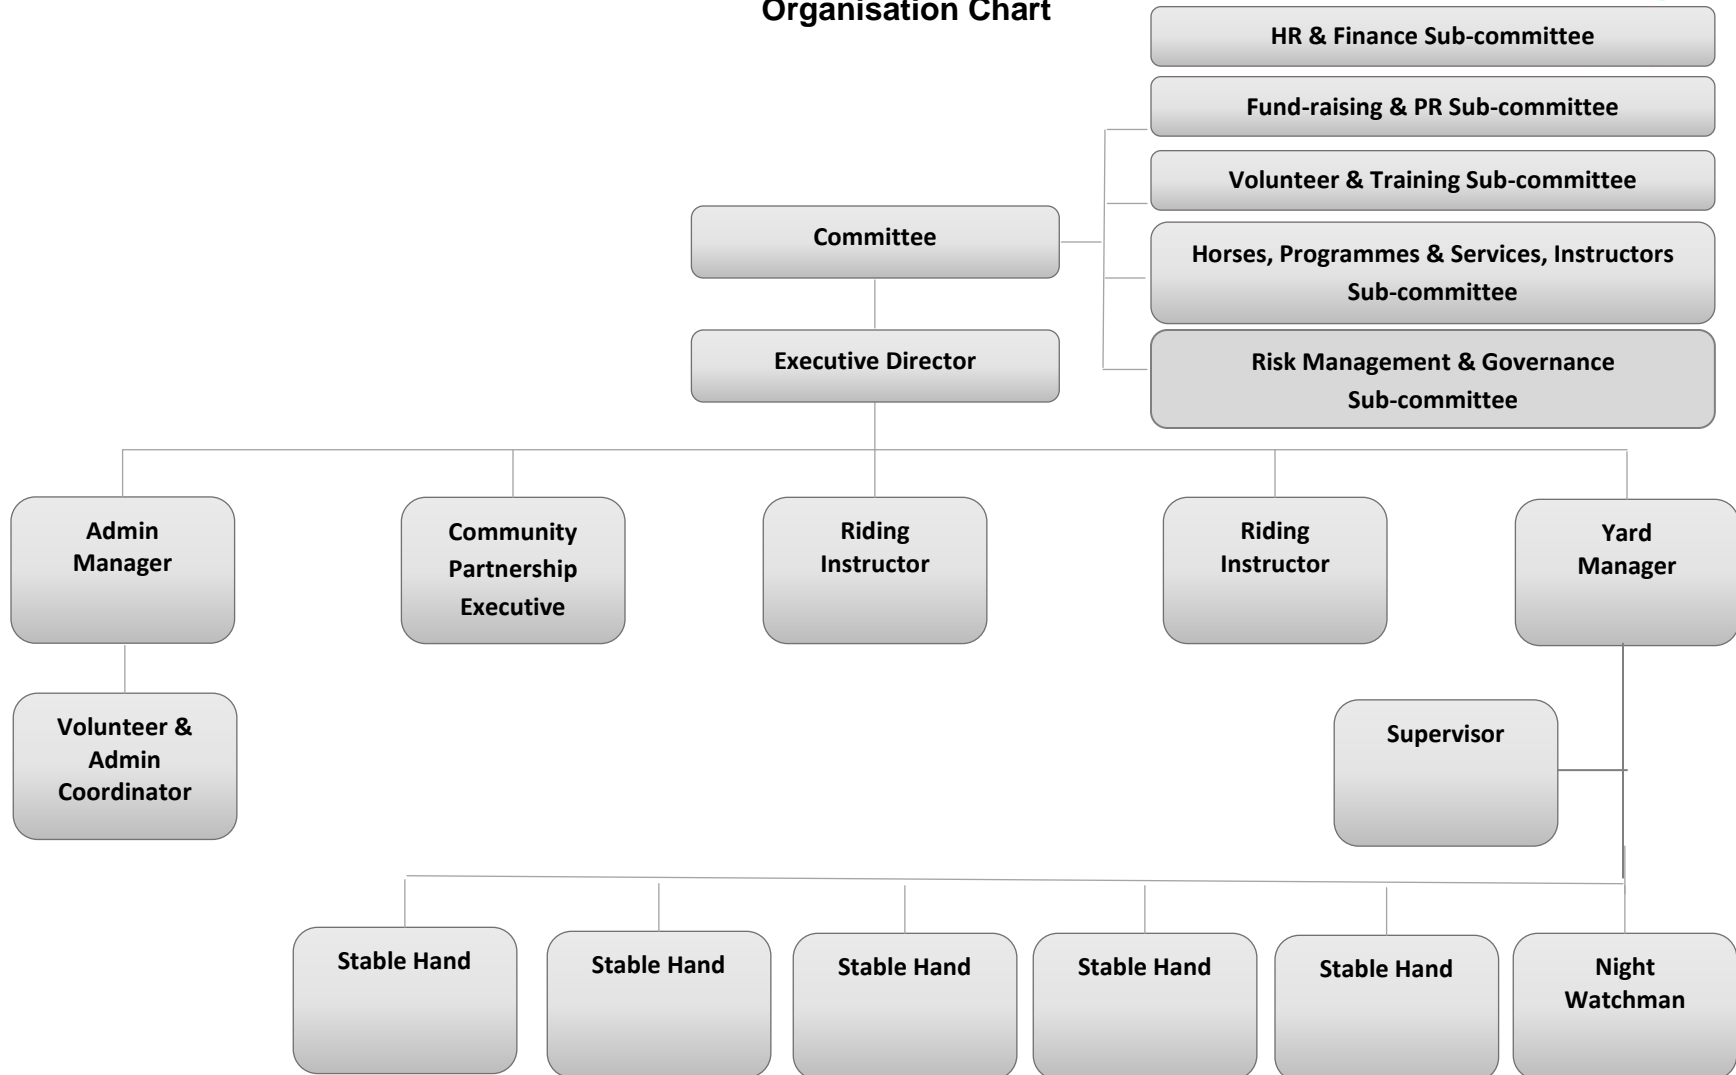 Organisation Chart
HR & Finance Sub-committee
Fund-raising & PR Sub-committee
Volunteer & Training Sub-committee
Committee
Horses, Programmes & Services, Instructors
Sub-committee
Executive Director
Risk Management & Governance
Sub-committee
Admin
Manager
Community
Partnership
Executive
Riding
Instructor
Riding
Instructor
Yard
Manager
Volunteer &
Admin
Coordinator
Supervisor
Stable Hand
Stable Hand
Stable Hand
Stable Hand
Stable Hand
Night
Watchman